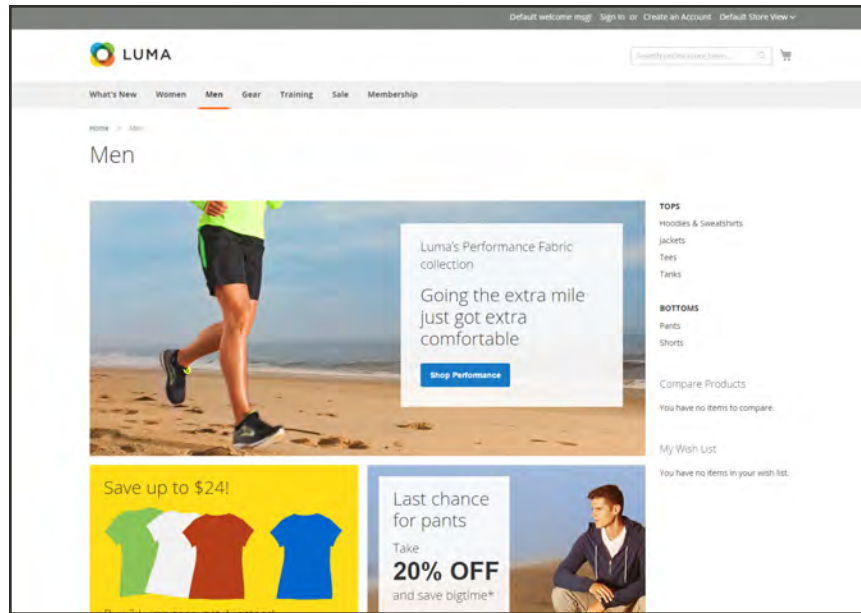 Default welcome msg! Sign In or Create an Account Default Store View
LUMA
What's New Women Men Gear Training Sale Membership
Home > Men
Men
Luma's Performance Fabric
collection
Going the extra mile
just got extra
comfortable
Shop Performance
TOPS
Hoodies & Sweatshirts
Jackets
Tees
Tanks
BOTTOMS
Pants
Shorts
Compare Products
You have no items to compare.
My Wish List
You have no items in your wish list.
Save up to $24!
Last chance
for pants
Take
20% OFF
and save bigtime*